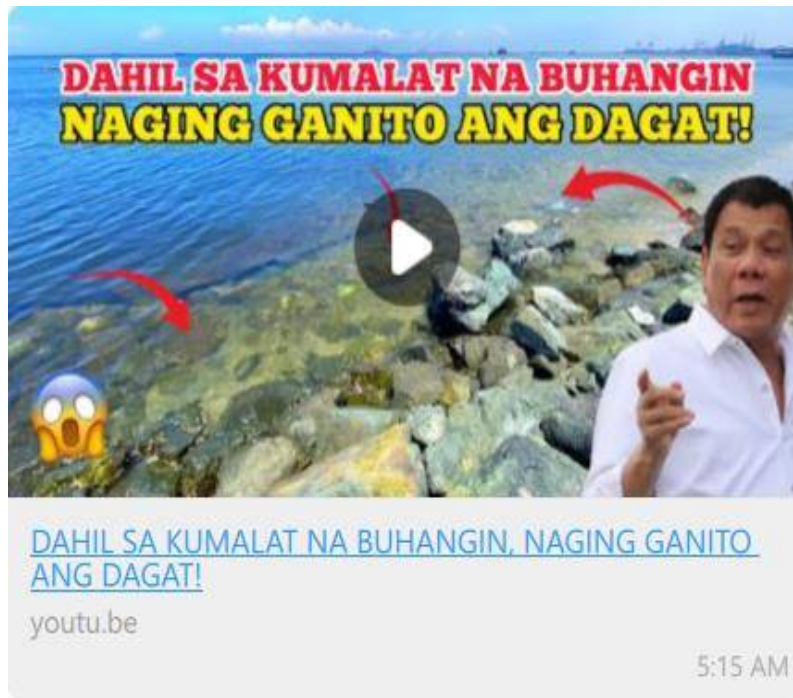 DAHIL SA KUMALAT NA BUHANGIN
NAGING GANITO ANG DAGAT!
DAHIL SA KUMALAT NA BUHANGIN, NAGING GANITO
ANG DAGAT!
youtu.be
5:15 AM